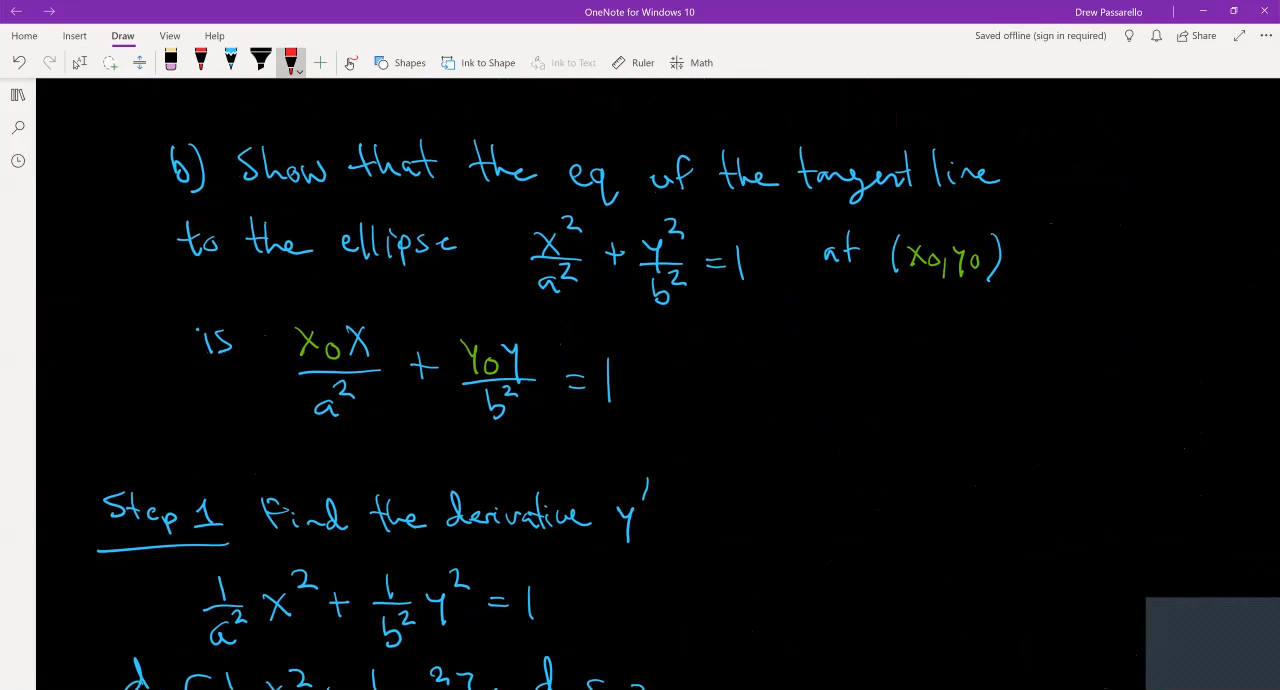 OneNote for Windows 10
Drew Passarello
Home Insert Draw View Help
Saved offline (sign in required) Share
Shapes Ink to Shape Ink to Text Ruler Math
b) Show that the eq of the tangent line
to the ellipse x²/a² + y²/b² = 1 at (x₀, y₀)
is x₀x/a² + y₀y/b² = 1
Step 1 Find the derivative y'
1/a² x² + 1/b² y² = 1